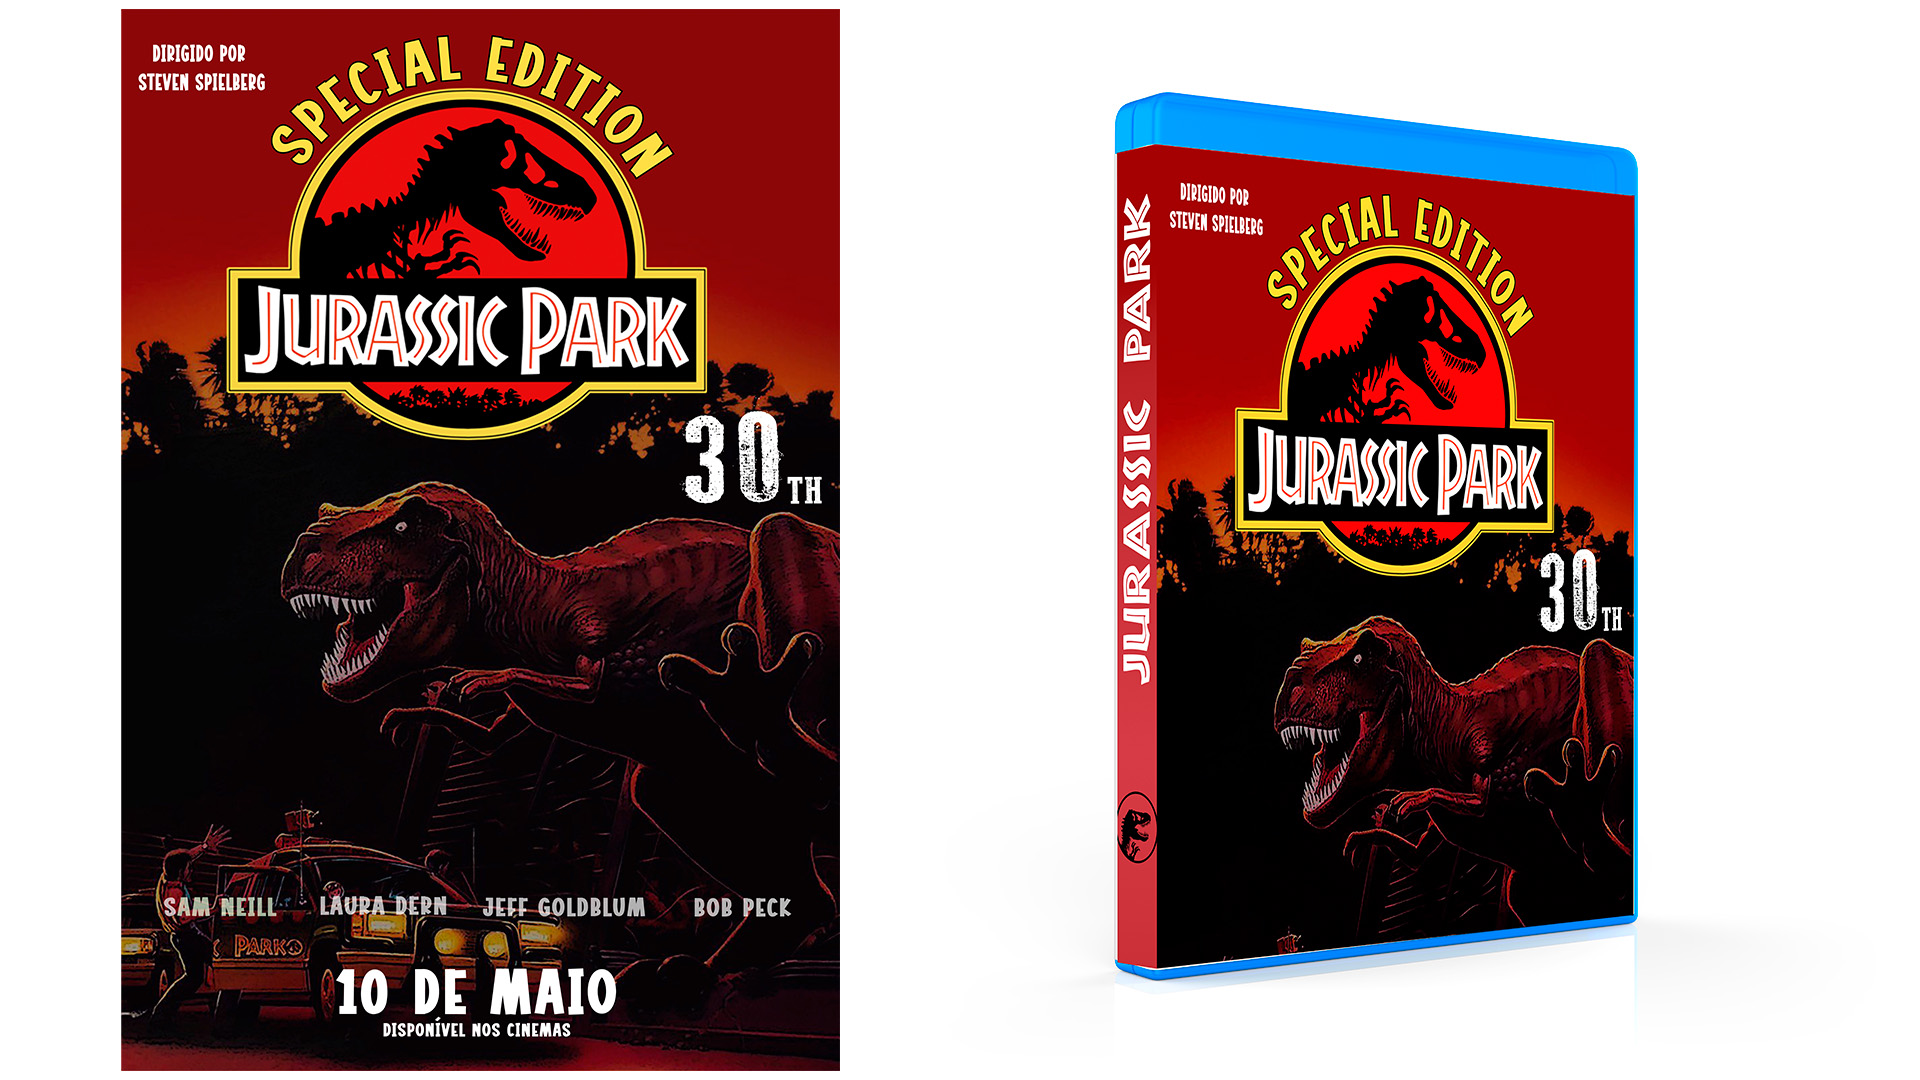 DIRIGIDO POR
STEVEN SPIELBERG
SPECIAL EDITION
JURASSIC PARK
30TH
SAM NEILL LAURA DERN JEFF GOLDBLUM BOB PECK
PARK
10 DE MAIO
DISPONÍVEL NOS CINEMAS
JURASSIC PARK
DIRIGIDO POR
STEVEN SPIELBERG
SPECIAL EDITION
JURASSIC PARK
30TH